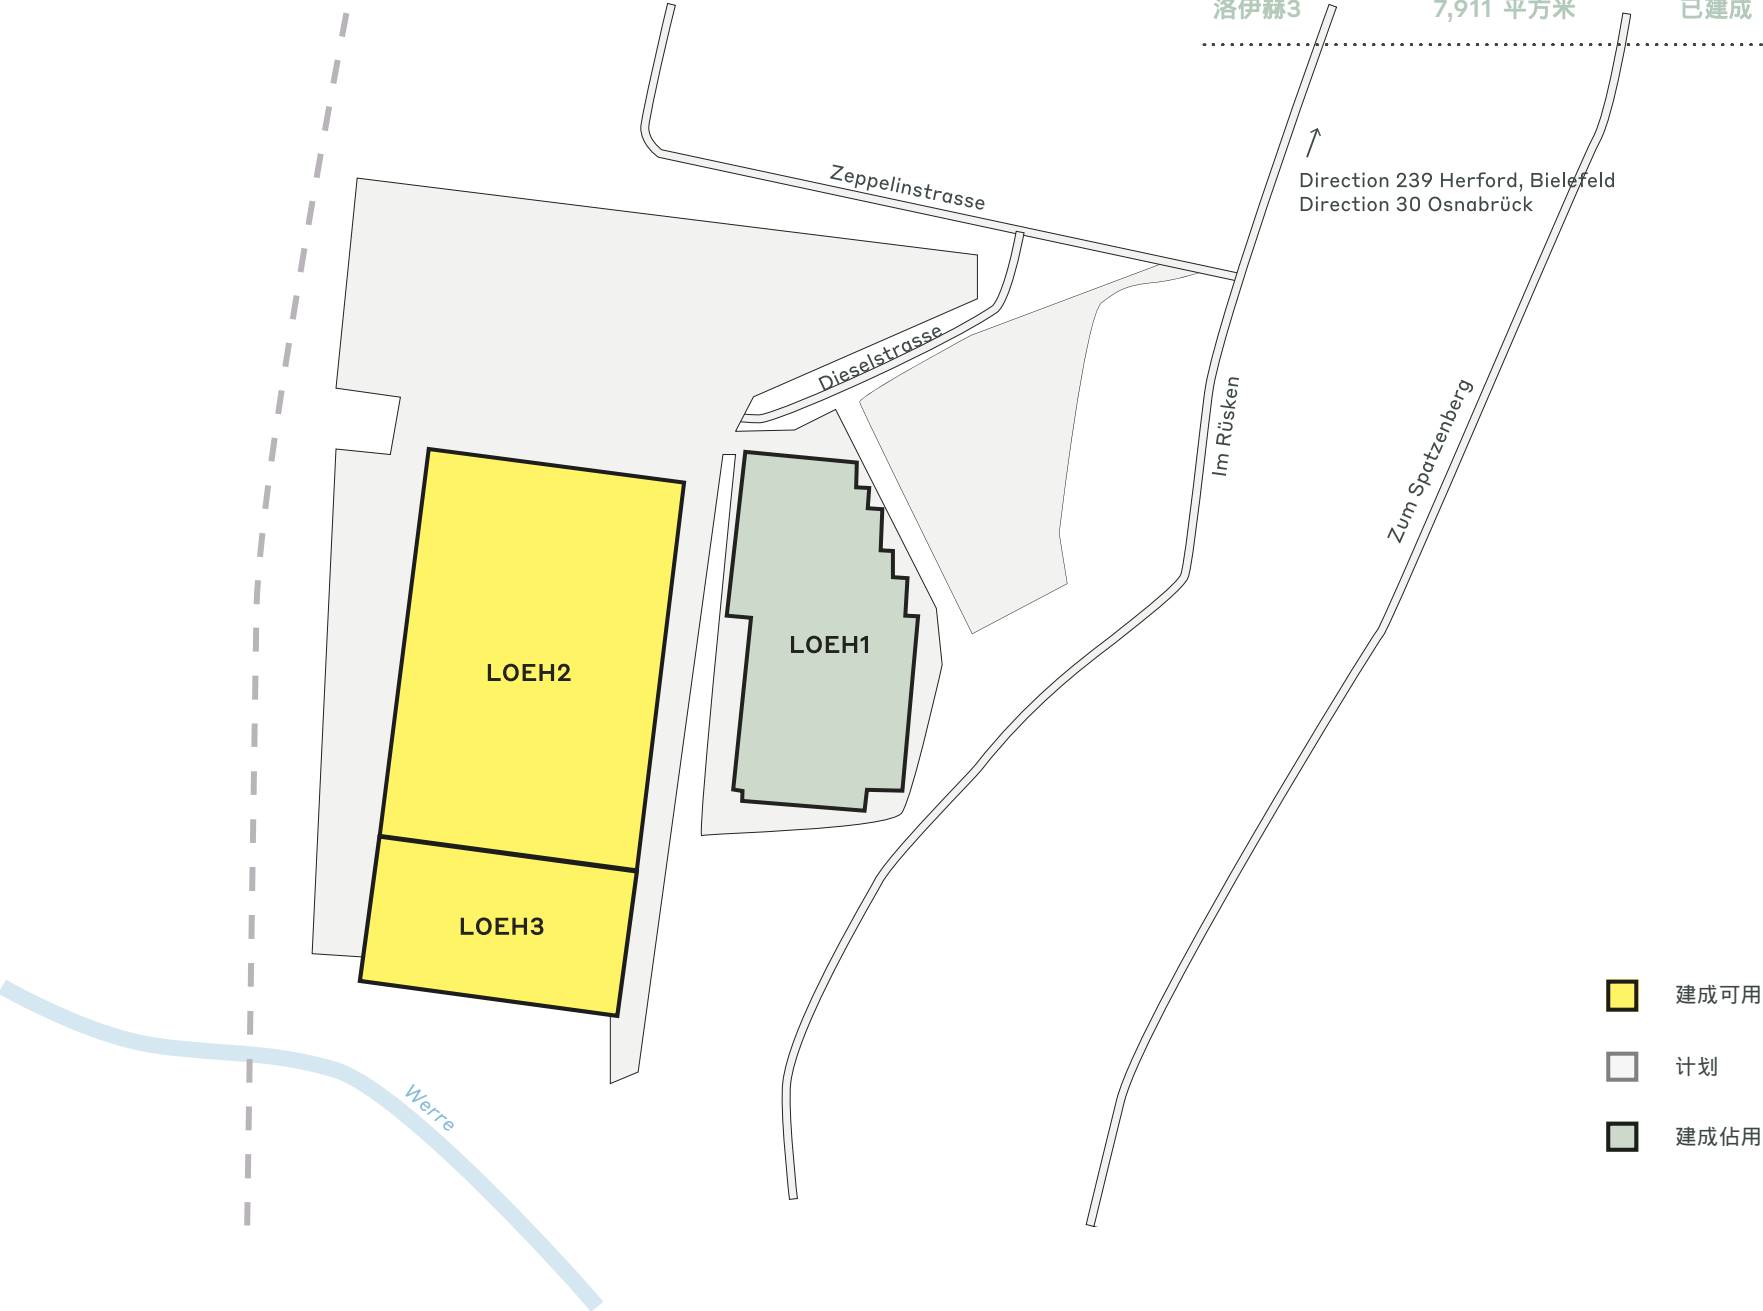 洛伊赫3 7,911 平方米 已建成
Zeppelinstrasse
Direction 239 Herford, Bielefeld
Direction 30 Osnabrück
Dieselstrasse
Im Rüsken
Zum Spatzenberg
LOEH1
LOEH2
LOEH3
建成可用
计划
Werre
建成佔用